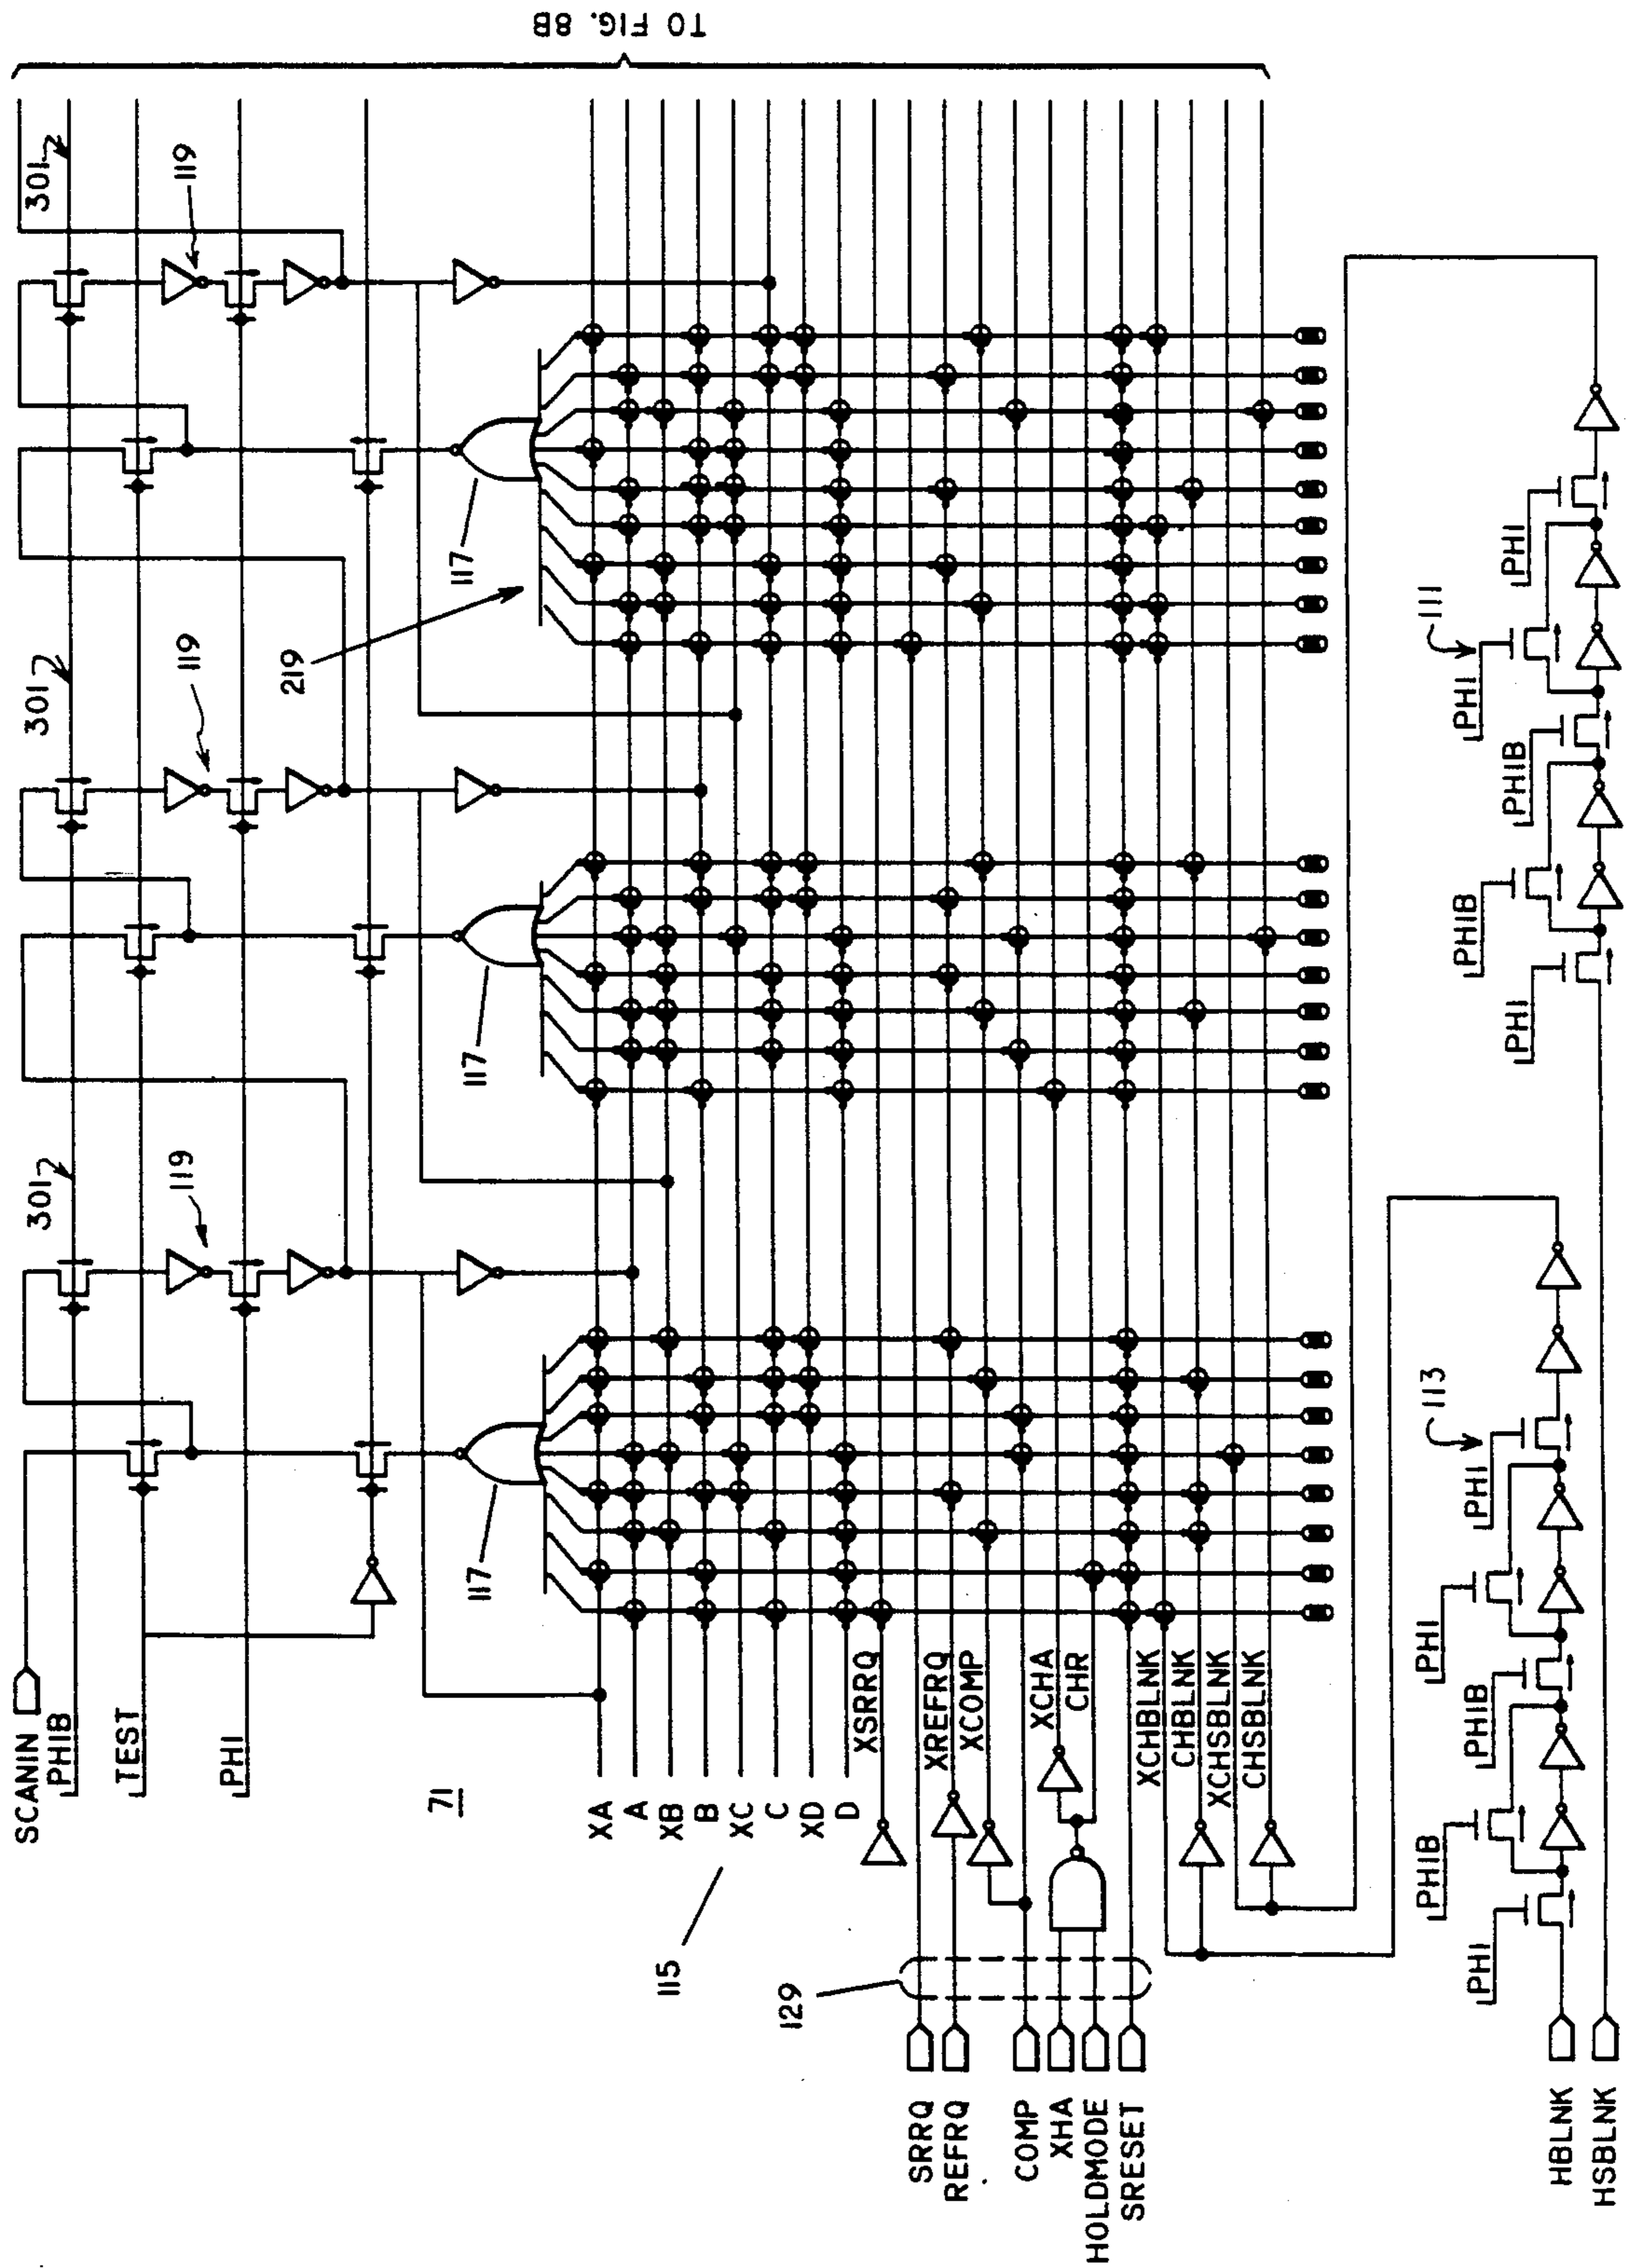 TO FIG. 8B
301
301
301
119
119
119
SCANIN
PHIB
TEST
PHI
71
117
117
117
219
115
XA
A
XB
B
XC
C
XD
D
XSRRQ
XREFRQ
XCOMP
XCHA
CHR
XCHBLNK
CHBLNK
XCHSBLNK
CHSBLNK
129
SRRQ
REFRQ
COMP
XHA
HOLDMODE
SRESET
HBLNK
HSBLNK
PHI
PHIB
PHIB
PHI
PHI
113
PHI
PHIB
PHIB
PHI
PHI
111